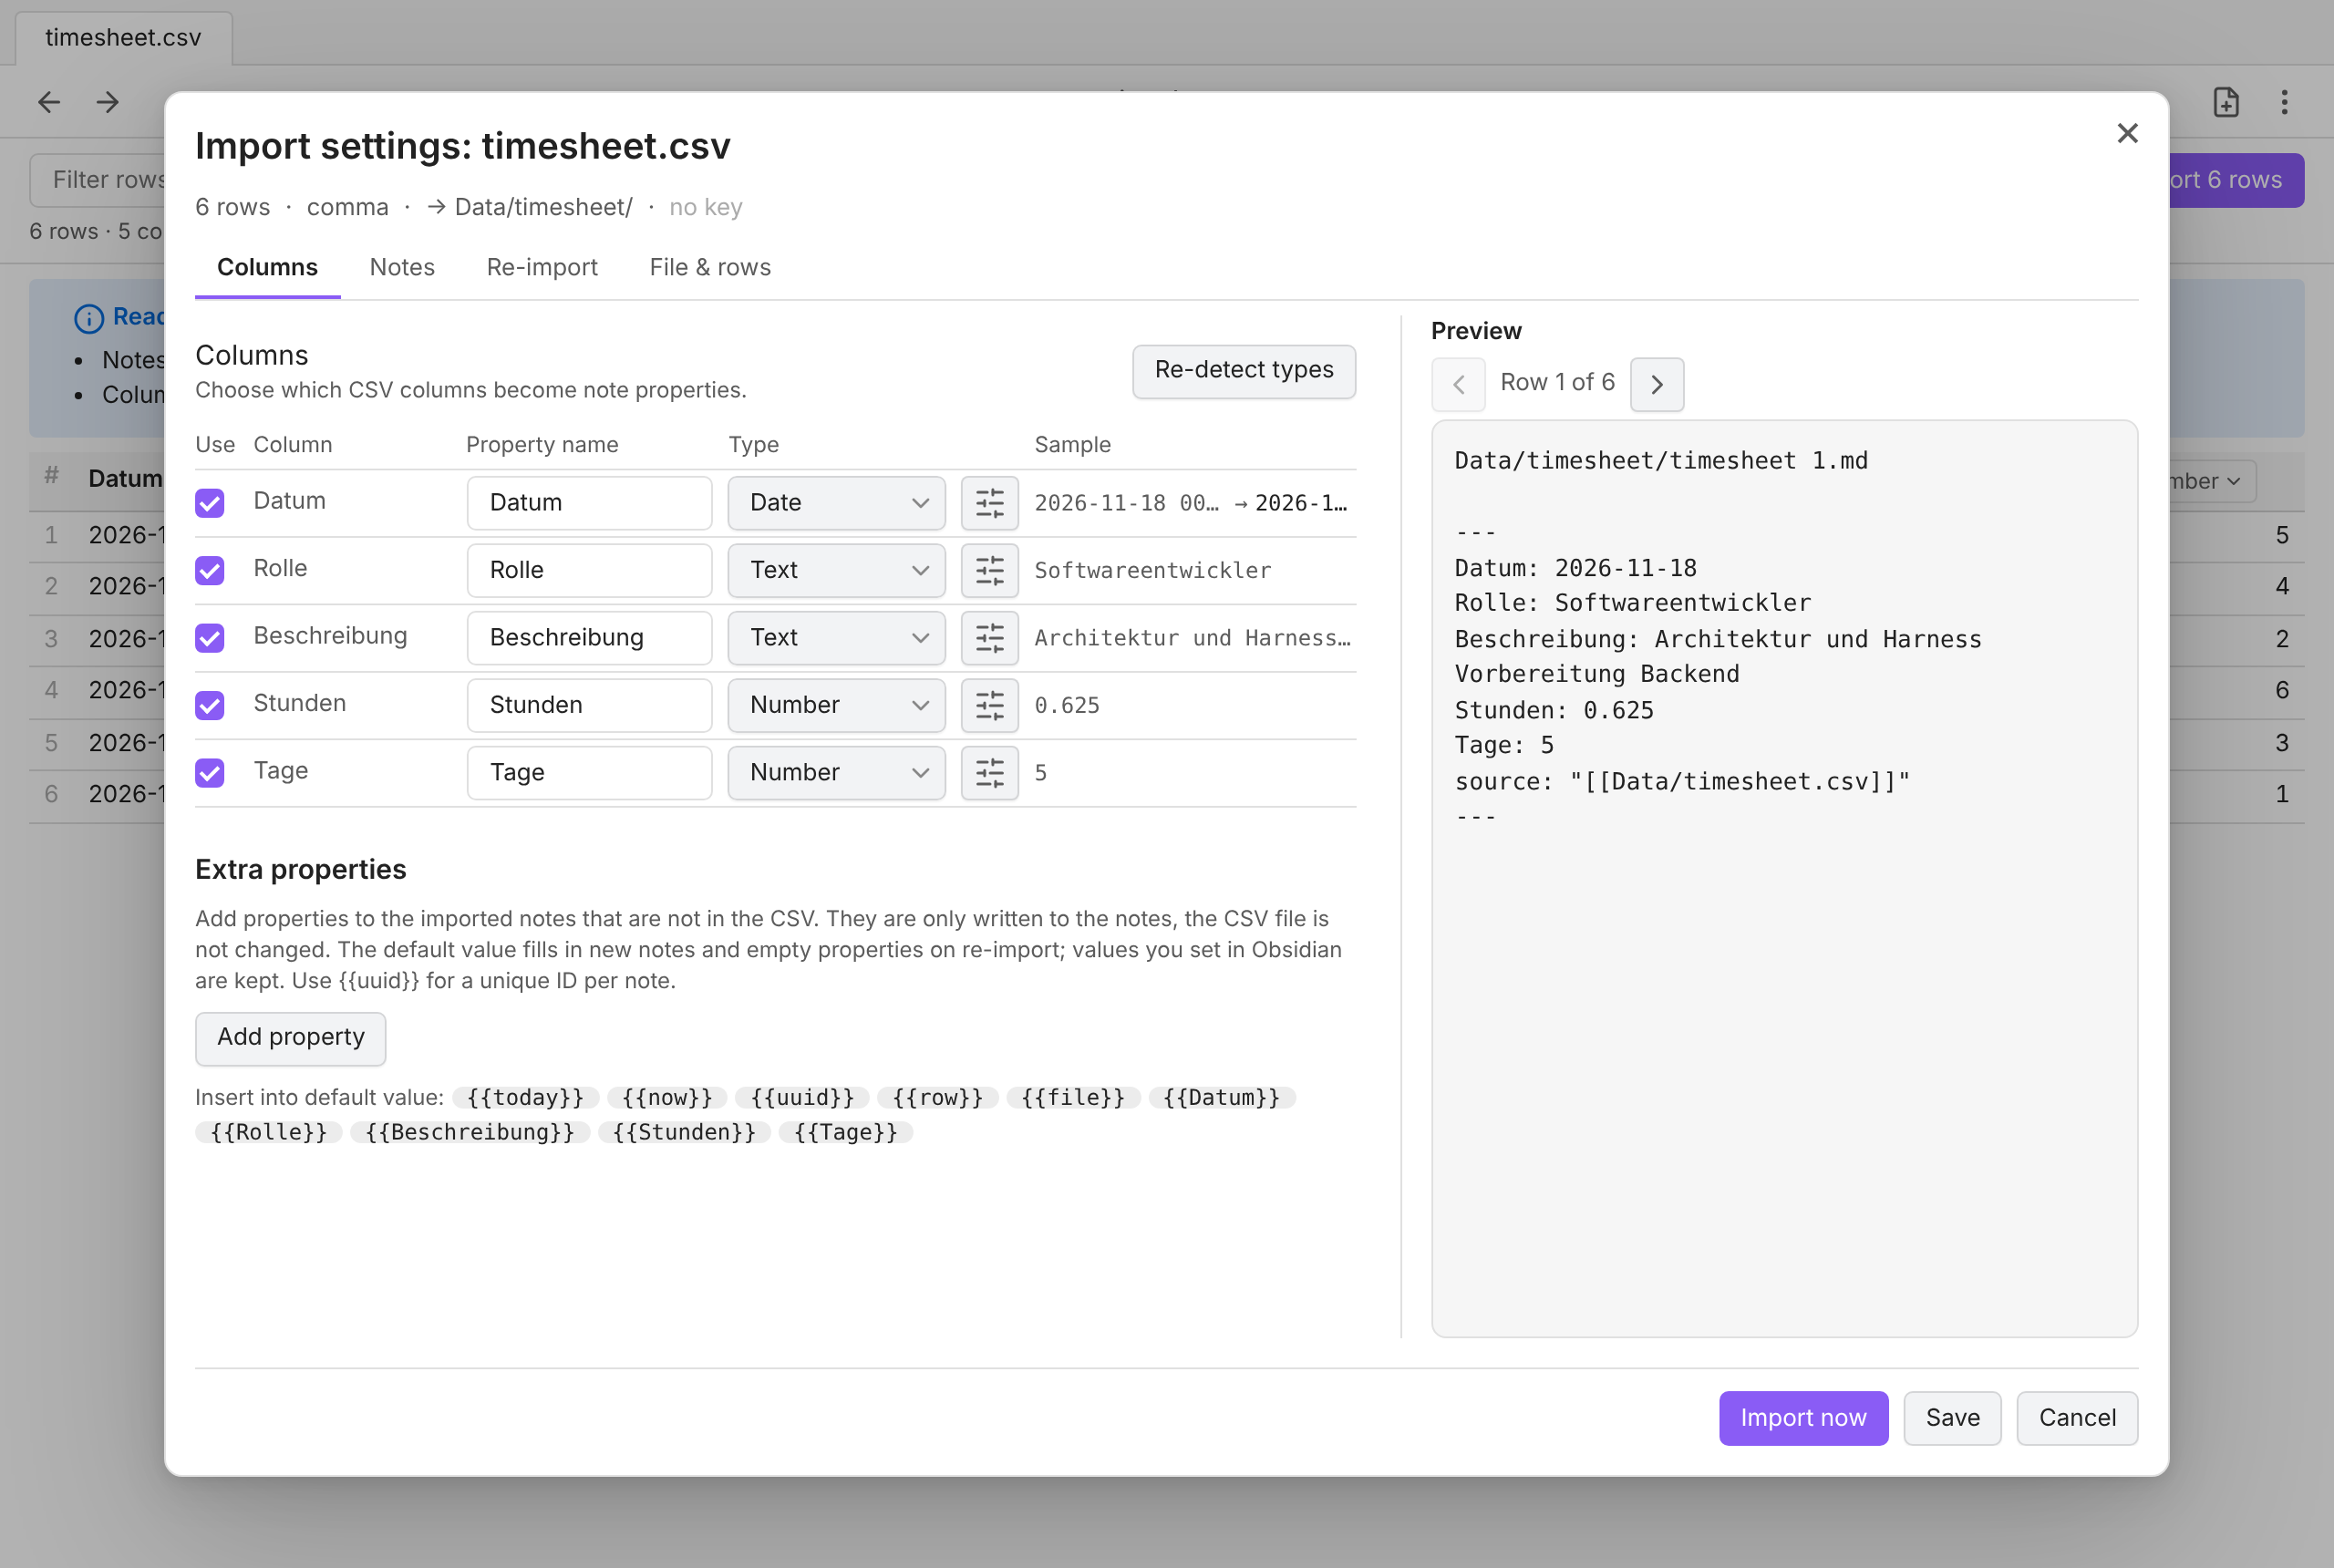 timesheet.csv
Import settings: timesheet.csv
6 rows · comma · → Data/timesheet/ · no key
Filter rows
ort 6 rows
6 rows · 5 co
Columns Notes Re-import File & rows
Notes
Colum
Columns
Re-detect types
Choose which CSV columns become note properties.
Use Column Property name Type Sample
Datum Datum Date 2026-11-18 00… → 2026-1…
Rolle Rolle Text Softwareentwickler
Beschreibung Beschreibung Text Architektur und Harness…
Stunden Stunden Number 0.625
Tage Tage Number 5
Extra properties
Add properties to the imported notes that are not in the CSV. They are only written to the notes, the CSV file is
not changed. The default value fills in new notes and empty properties on re-import; values you set in Obsidian
are kept. Use {{uuid}} for a unique ID per note.
Add property
Insert into default value: {{today}} {{now}} {{uuid}} {{row}} {{file}} {{Datum}}
{{Rolle}} {{Beschreibung}} {{Stunden}} {{Tage}}
Preview
Row 1 of 6
Data/timesheet/timesheet 1.md
---
Datum: 2026-11-18
Rolle: Softwareentwickler
Beschreibung: Architektur und Harness
Vorbereitung Backend
Stunden: 0.625
Tage: 5
source: "[[Data/timesheet.csv]]"
---
# Datum
mber
1 2026-1 5
2 2026-1 4
3 2026-1 2
4 2026-1 6
5 2026-1 3
6 2026-1 1
Import now Save Cancel